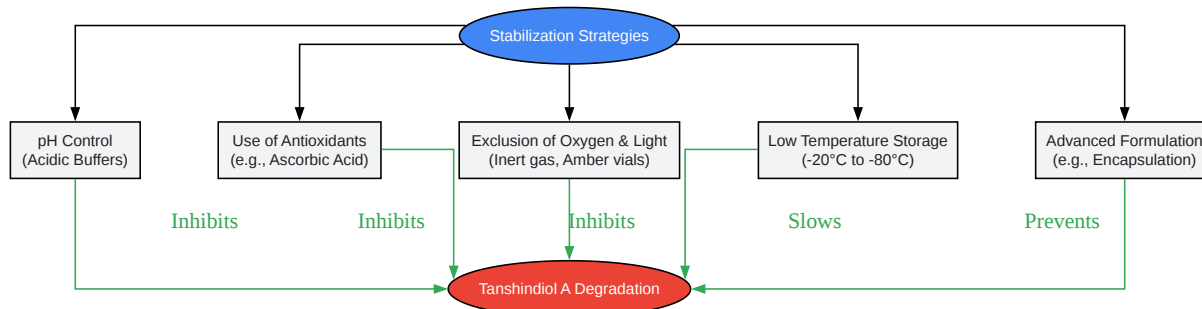 Stabilization Strategies
pH Control
(Acidic Buffers)
Use of Antioxidants
(e.g., Ascorbic Acid)
Exclusion of Oxygen & Light
(Inert gas, Amber vials)
Low Temperature Storage
(-20°C to -80°C)
Advanced Formulation
(e.g., Encapsulation)
Inhibits
Inhibits
Inhibits
Slows
Prevents
Tanshindiol A Degradation